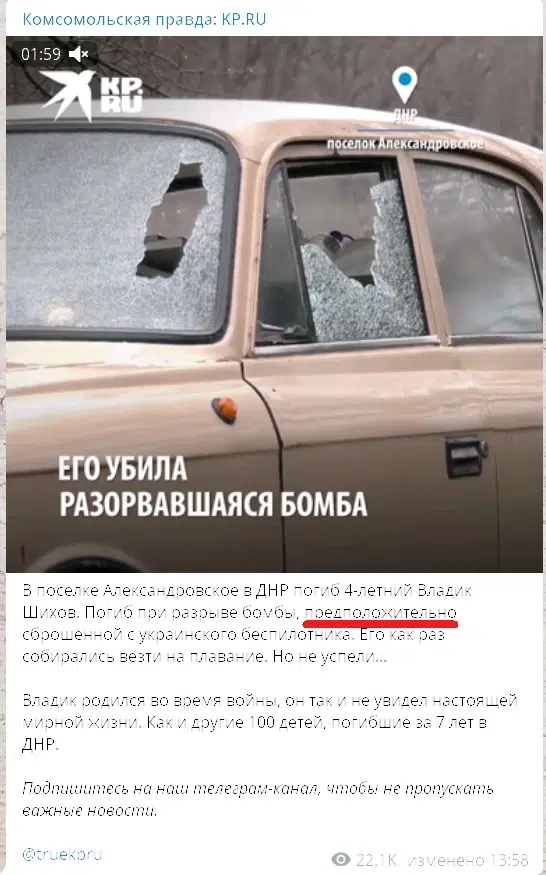 Комсомольская правда: KP.RU
01:59
KP.RU
ДНР
поселок Александровское
ЕГО УБИЛА
РАЗОРВАВШАЯСЯ БОМБА
В поселке Александровское в ДНР погиб 4-летний Владик
Шихов. Погиб при разрыве бомбы, предположительно
сброшенной с украинского беспилотника. Его как раз
собирались везти на плавание. Но не успели...
Владик родился во время войны, он так и не увидел настоящей
мирной жизни. Как и другие 100 детей, погибшие за 7 лет в
ДНР.
Подпишитесь на наш телеграм-канал, чтобы не пропускать
важные новости.
@truekpru
22.1K изменено 13:58